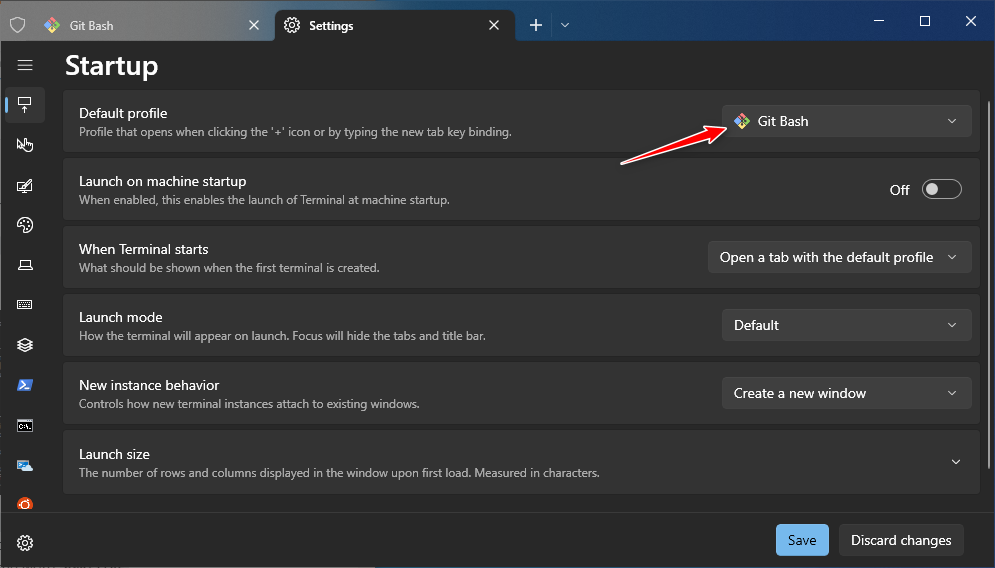 Git Bash
Settings
Startup
Default profile
Profile that opens when clicking the '+' icon or by typing the new tab key binding.
Git Bash
Launch on machine startup
When enabled, this enables the launch of Terminal at machine startup.
Off
When Terminal starts
What should be shown when the first terminal is created.
Open a tab with the default profile
Launch mode
How the terminal will appear on launch. Focus will hide the tabs and title bar.
Default
New instance behavior
Controls how new terminal instances attach to existing windows.
Create a new window
Launch size
The number of rows and columns displayed in the window upon first load. Measured in characters.
Save
Discard changes